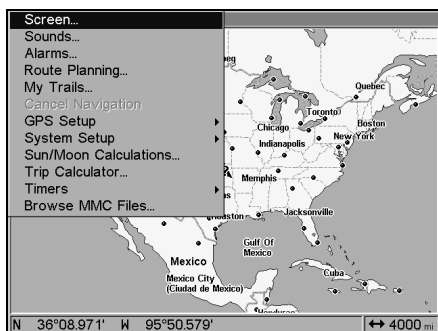 Screen...
Sounds...
Alarms...
Route Planning...
My Trails...
Cancel Navigation
GPS Setup
System Setup
Sun/Moon Calculations...
Trip Calculator...
Timers
Browse MMC Files...
Quebec
Toronto
Boston
Chicago
New York
Indianapolis
Memphis
Jacksonville
Gulf Of
Mexico
Mexico
Mexico City
(Ciudad de Mexico)
Cuba
N 36°08.971' W 95°50.579' ↔ 4000 mi